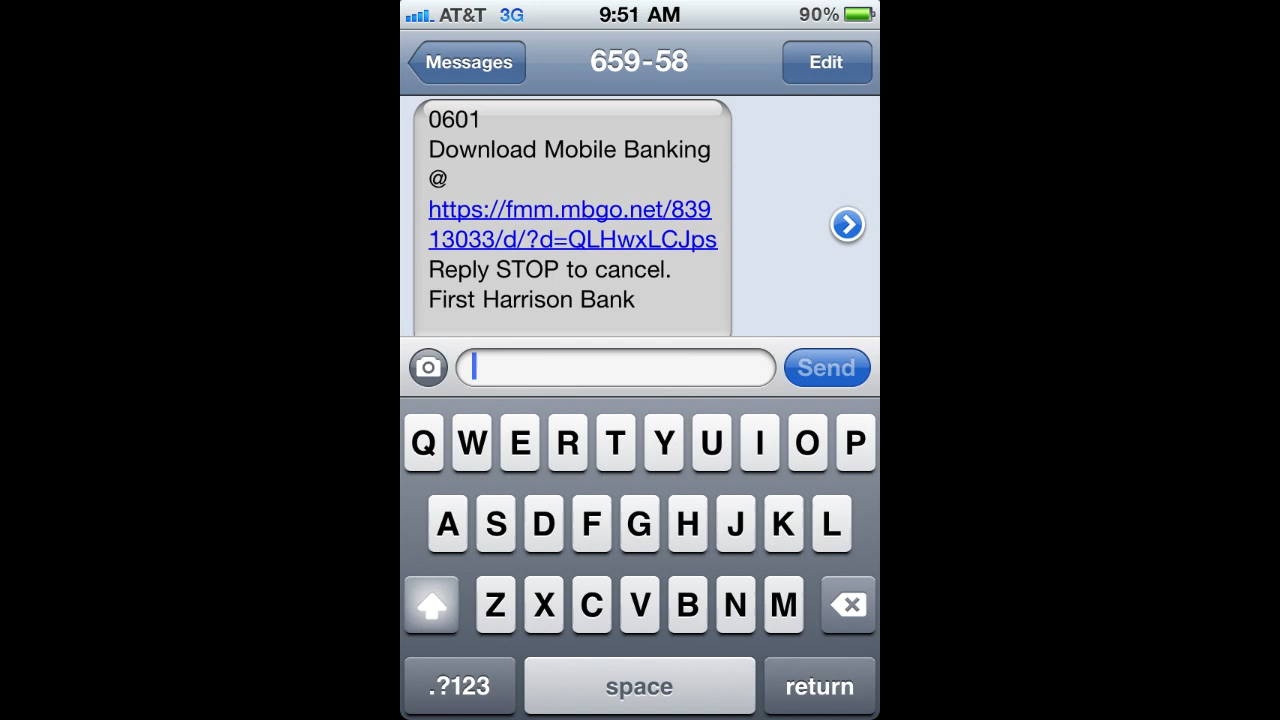 AT&T 3G 9:51 AM 90%
Messages 659-58 Edit
0601
Download Mobile Banking
@
https://fmm.mbgo.net/839
13033/d/?d=QLHwxLCJps
Reply STOP to cancel.
First Harrison Bank
Send
Q W E R T Y U I O P
A S D F G H J K L
Z X C V B N M
.?123 space return